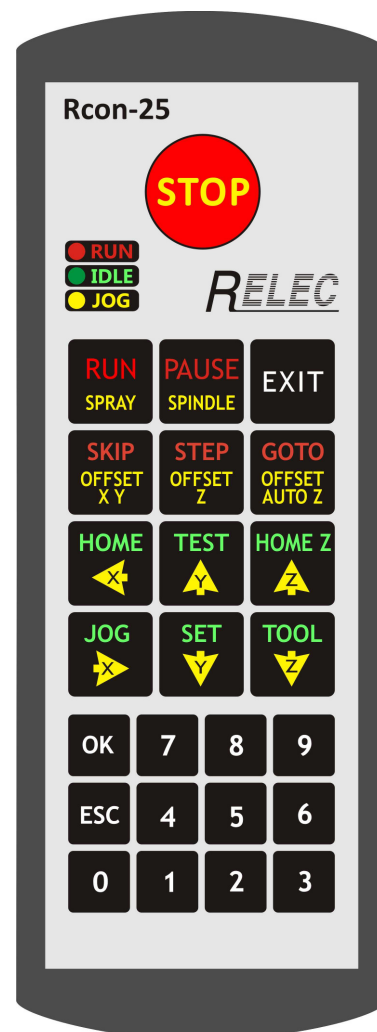 Rcon-25
STOP
RUN
IDLE
JOG
RELEC
RUN PAUSE EXIT
SPRAY SPINDLE
SKIP STEP GOTO
OFFSET OFFSET OFFSET
X Y Z AUTO Z
HOME TEST HOME Z
X Y Z
JOG SET TOOL
X Y Z
OK 7 8 9
ESC 4 5 6
0 1 2 3